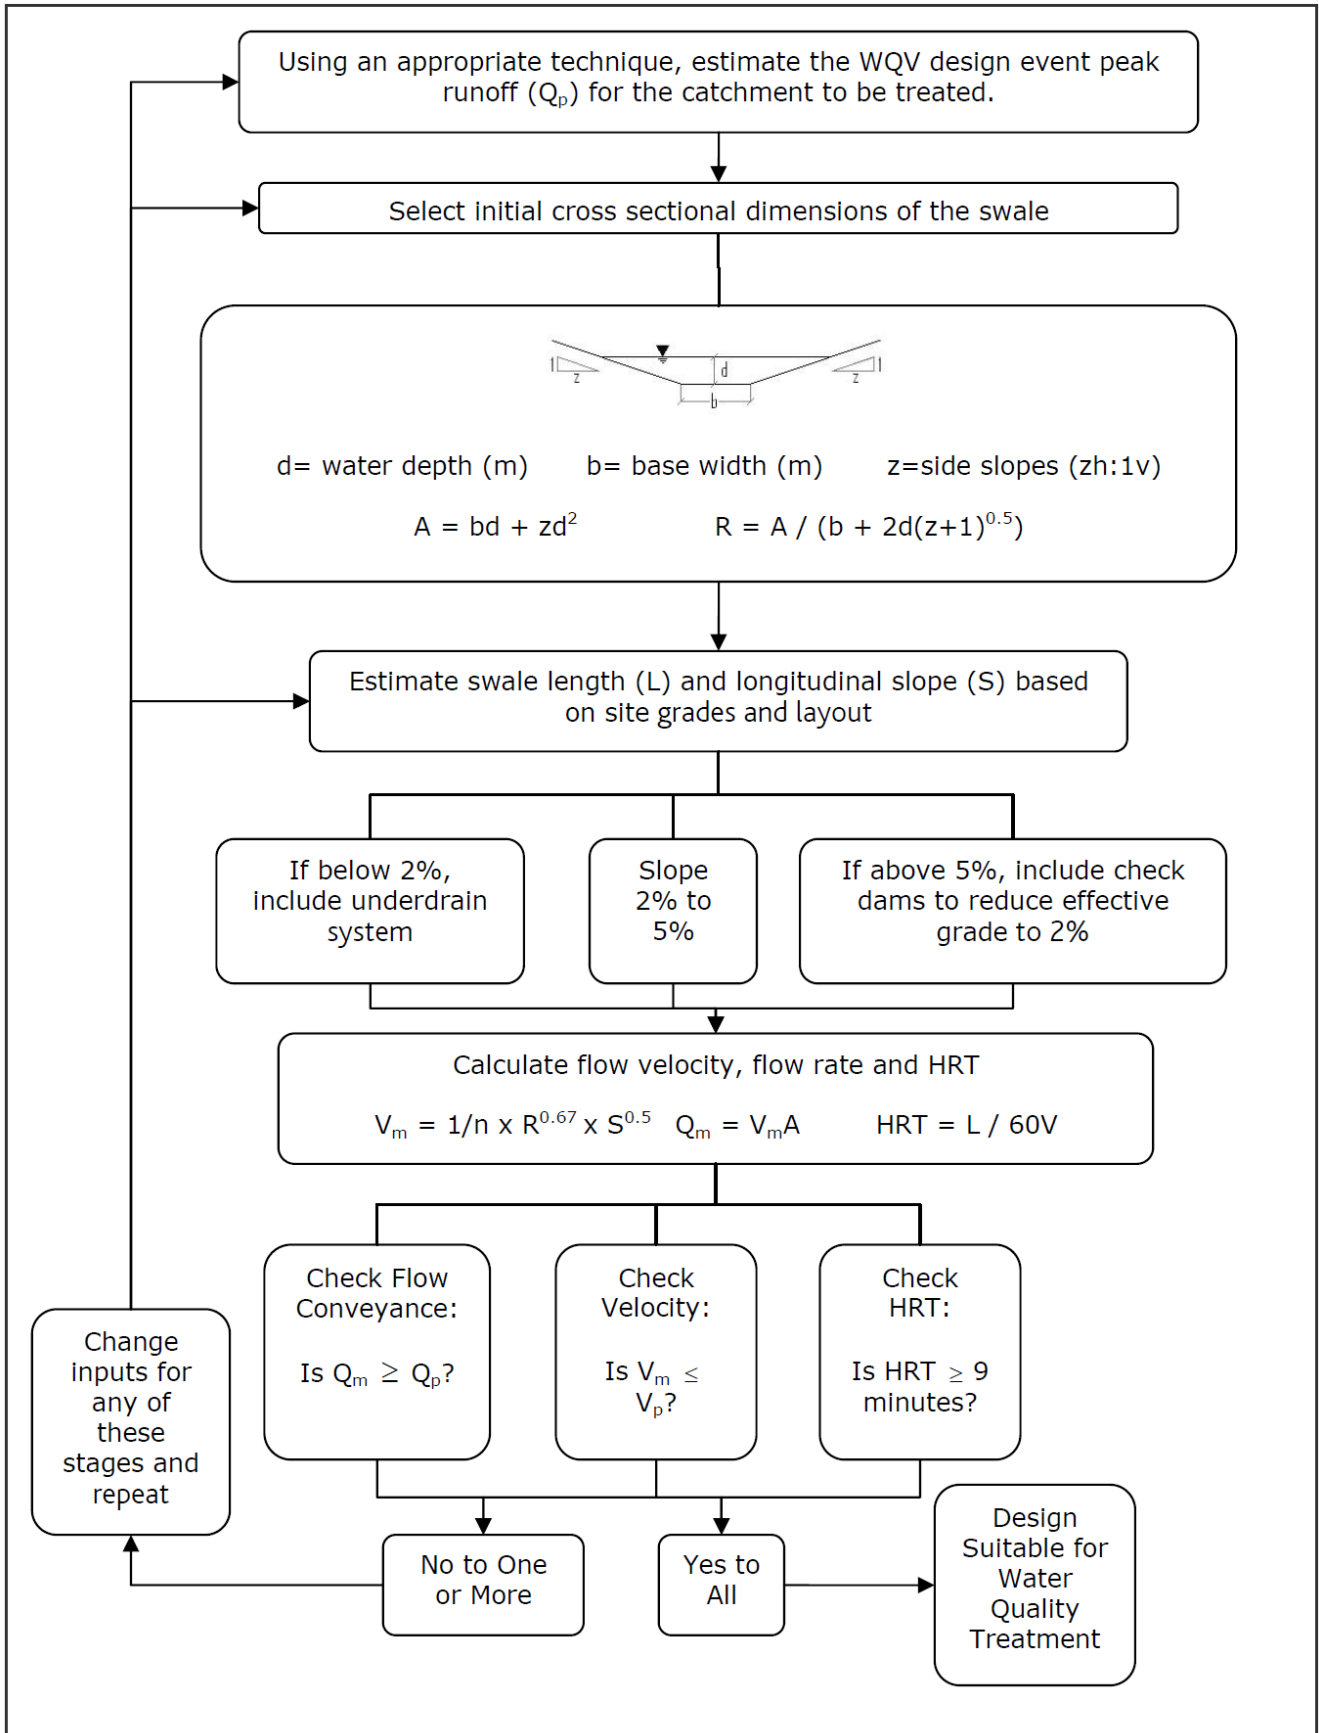 Using an appropriate technique, estimate the WQV design event peak
runoff (Qp) for the catchment to be treated.
Select initial cross sectional dimensions of the swale
1 z d b z 1
d= water depth (m) b= base width (m) z=side slopes (zh:1v)
A = bd + zd² R = A / (b + 2d(z+1)^0.5)
Estimate swale length (L) and longitudinal slope (S) based
on site grades and layout
If below 2%,
include underdrain
system
Slope
2% to
5%
If above 5%, include check
dams to reduce effective
grade to 2%
Calculate flow velocity, flow rate and HRT
Vm = 1/n x R^0.67 x S^0.5 Qm = VmA HRT = L / 60V
Check Flow
Conveyance:
Is Qm ≥ Qp?
Check
Velocity:
Is Vm ≤
Vp?
Check
HRT:
Is HRT ≥ 9
minutes?
Change
inputs for
any of
these
stages and
repeat
No to One
or More
Yes to
All
Design
Suitable for
Water
Quality
Treatment